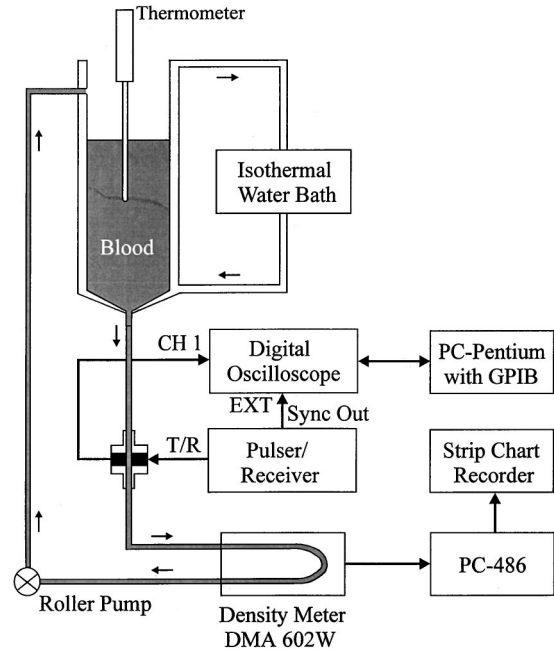 Thermometer
Isothermal
Water Bath
Blood
CH 1
Digital
Oscilloscope
PC-Pentium
with GPIB
EXT
Sync Out
T/R
Pulser/
Receiver
Strip Chart
Recorder
PC-486
Roller Pump
Density Meter
DMA 602W